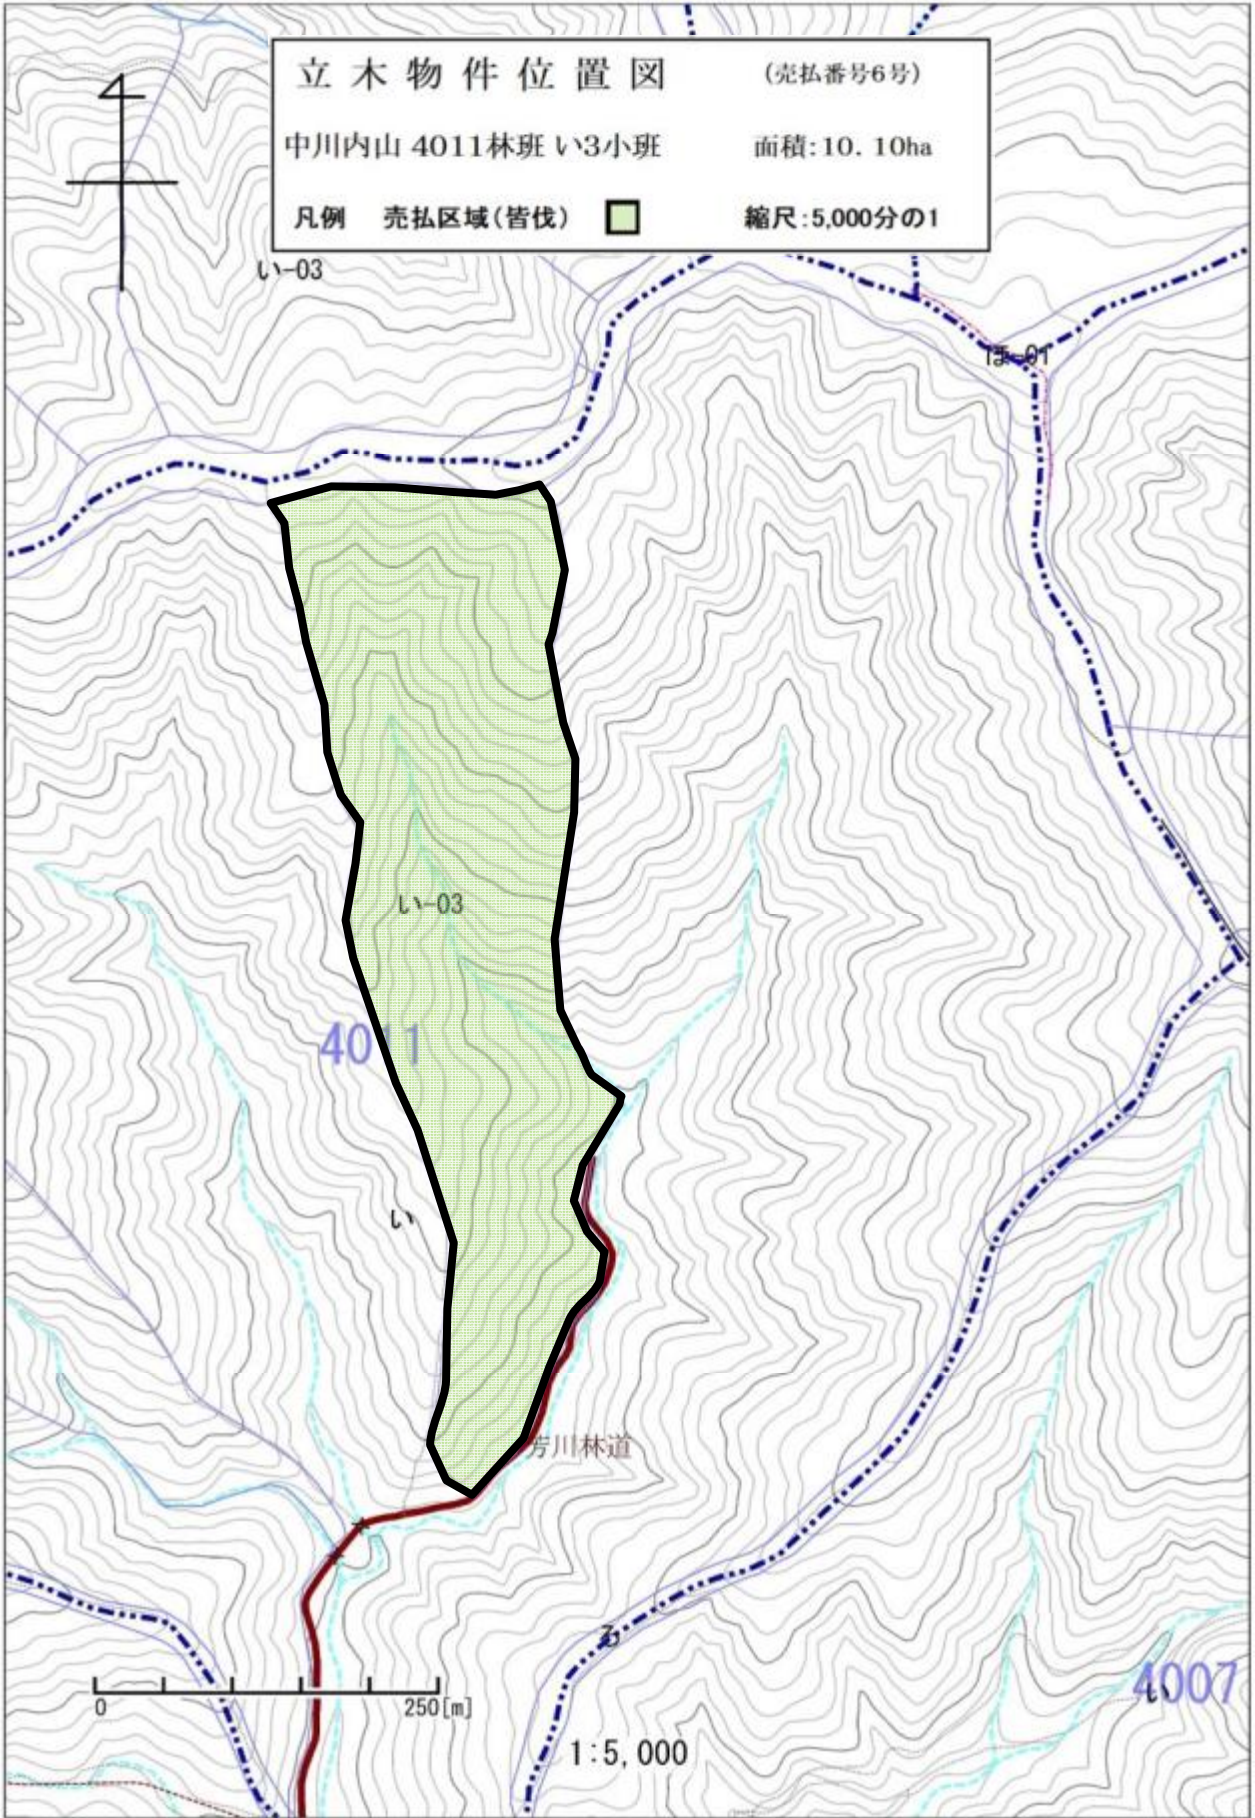 立木物件位置図 (売払番号6号)
中川内山 4011林班 い3小班 面積:10.10ha
凡例 売払区域(皆伐) 縮尺:5,000分の1
い-03
ほ-01
い-03
4011
い
芳川林道
る
4007
い
0 250[m]
1:5,000